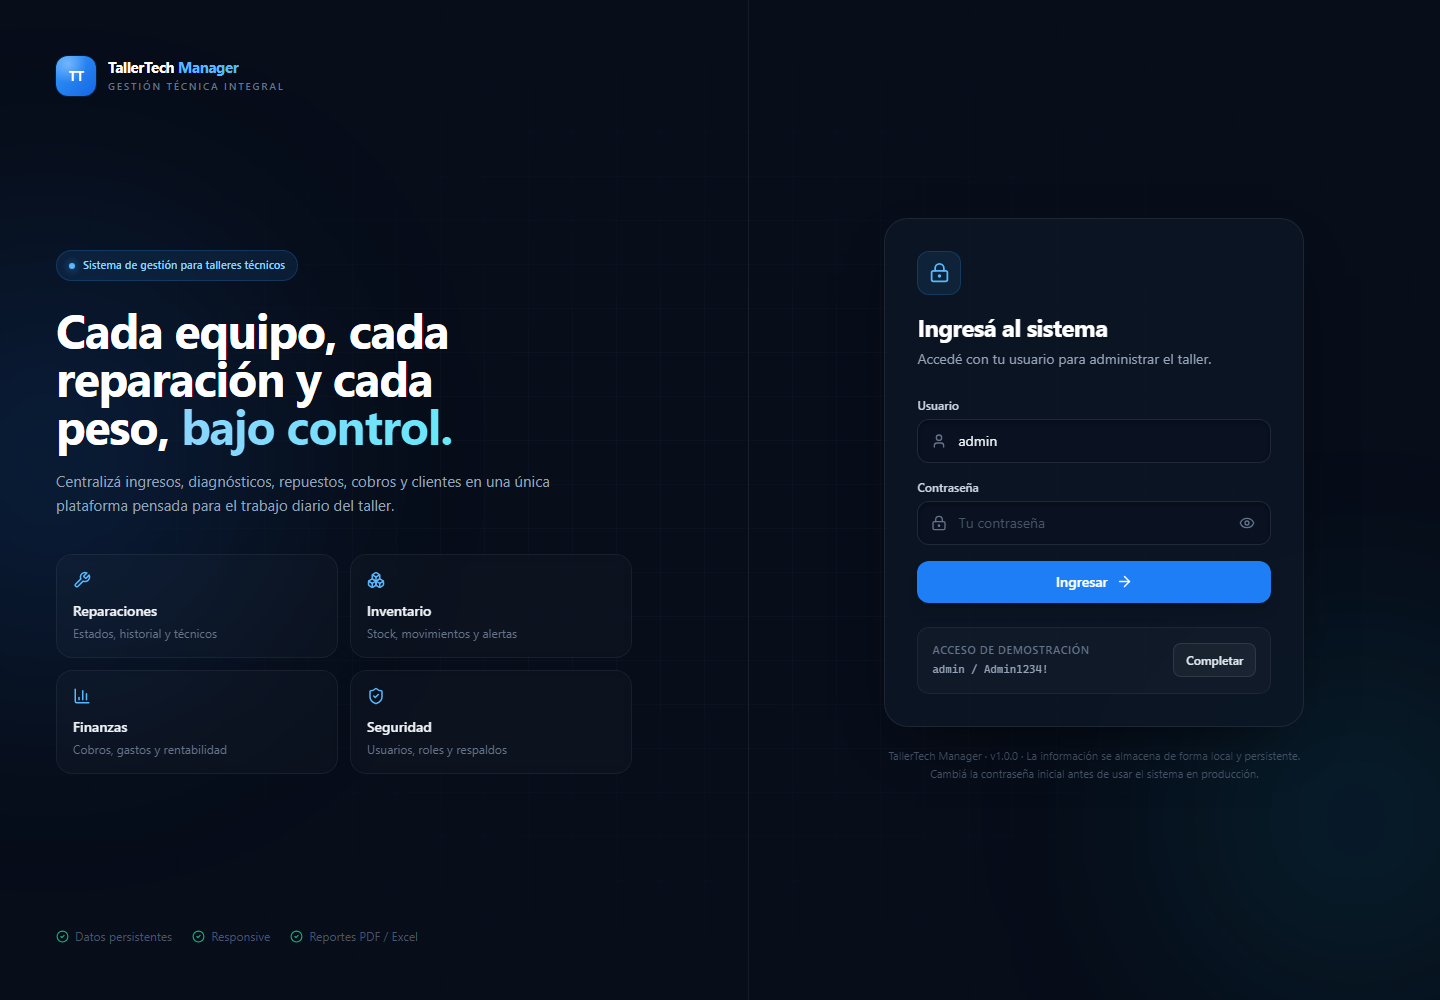 TT
TallerTech Manager
GESTIÓN TÉCNICA INTEGRAL
Sistema de gestión para talleres técnicos
Cada equipo, cada
reparación y cada
peso, bajo control.
Centralizá ingresos, diagnósticos, repuestos, cobros y clientes en una única
plataforma pensada para el trabajo diario del taller.
Reparaciones
Estados, historial y técnicos
Inventario
Stock, movimientos y alertas
Finanzas
Cobros, gastos y rentabilidad
Seguridad
Usuarios, roles y respaldos
Datos persistentes
Responsive
Reportes PDF / Excel
Ingresá al sistema
Accedé con tu usuario para administrar el taller.
Usuario
admin
Contraseña
Tu contraseña
Ingresar
ACCESO DE DEMOSTRACIÓN
admin / Admin1234!
Completar
TallerTech Manager · v1.0.0 · La información se almacena de forma local y persistente.
Cambiá la contraseña inicial antes de usar el sistema en producción.